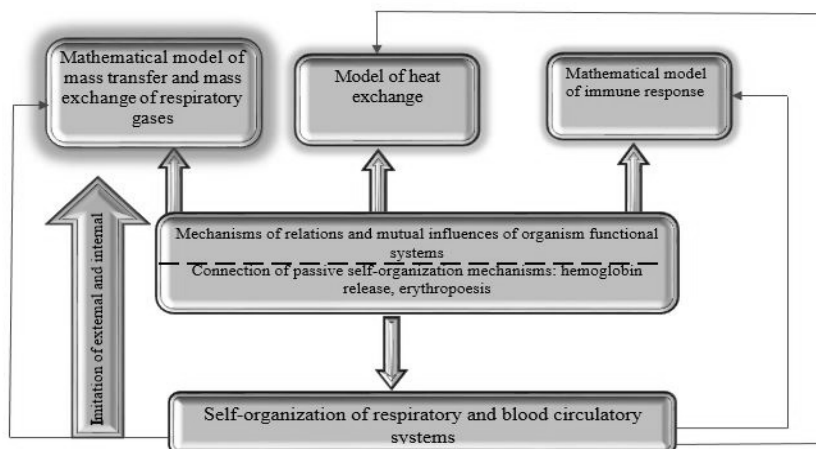 Mathematical model of
mass transfer and mass
exchange of respiratory
gases
Model of heat
exchange
Mathematical model
of immune response
Imitation of external and internal
Mechanisms of relations and mutual influences of organism functional
systems
Connection of passive self-organization mechanisms: hemoglobin
release, erythropoesis
Self-organization of respiratory and blood circulatory
systems